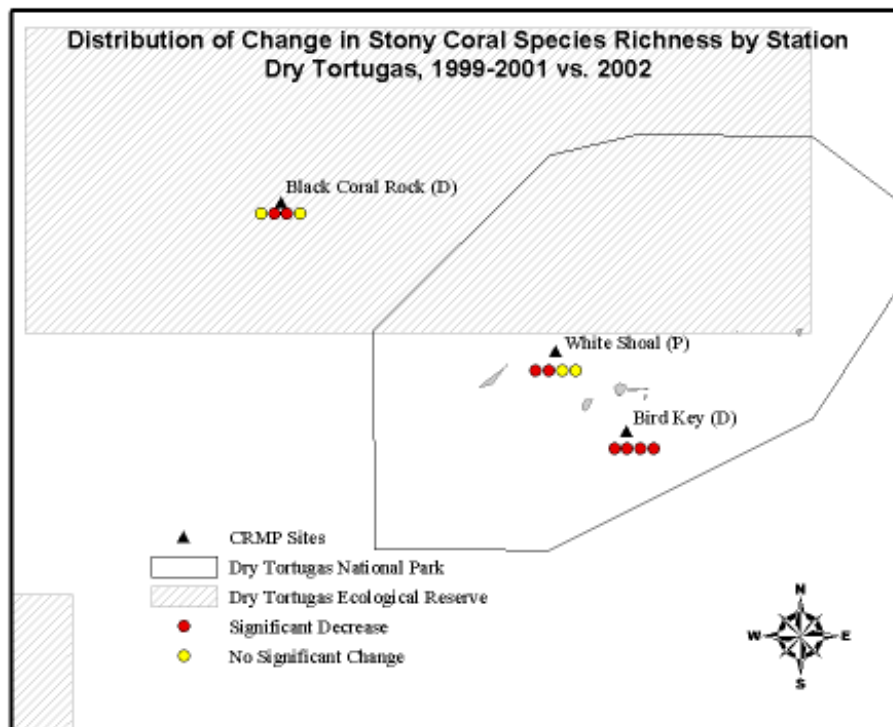 Distribution of Change in Stony Coral Species Richness by Station
Dry Tortugas, 1999-2001 vs. 2002
Black Coral Rock (D)
White Shoal (P)
Bird Key (D)
CRMP Sites
Dry Tortugas National Park
Dry Tortugas Ecological Reserve
Significant Decrease
No Significant Change
N
W E
S